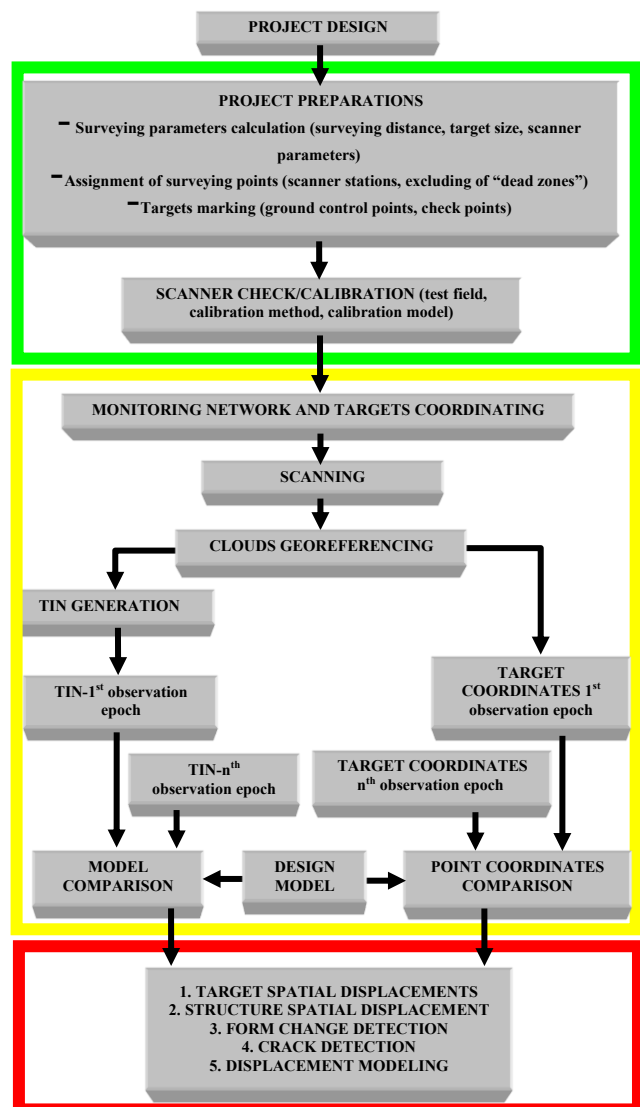 PROJECT DESIGN
PROJECT PREPARATIONS
- Surveying parameters calculation (surveying distance, target size, scanner
parameters)
- Assignment of surveying points (scanner stations, excluding of “dead zones”)
- Targets marking (ground control points, check points)
SCANNER CHECK/CALIBRATION (test field,
calibration method, calibration model)
MONITORING NETWORK AND TARGETS COORDINATING
SCANNING
CLOUDS GEOREFERENCING
TIN GENERATION
TIN-1st observation
epoch
TARGET
COORDINATES 1st
observation epoch
TIN-nth
observation epoch
TARGET COORDINATES
nth observation epoch
MODEL
COMPARISON
DESIGN
MODEL
POINT COORDINATES
COMPARISON
1. TARGET SPATIAL DISPLACEMENTS
2. STRUCTURE SPATIAL DISPLACEMENT
3. FORM CHANGE DETECTION
4. CRACK DETECTION
5. DISPLACEMENT MODELING